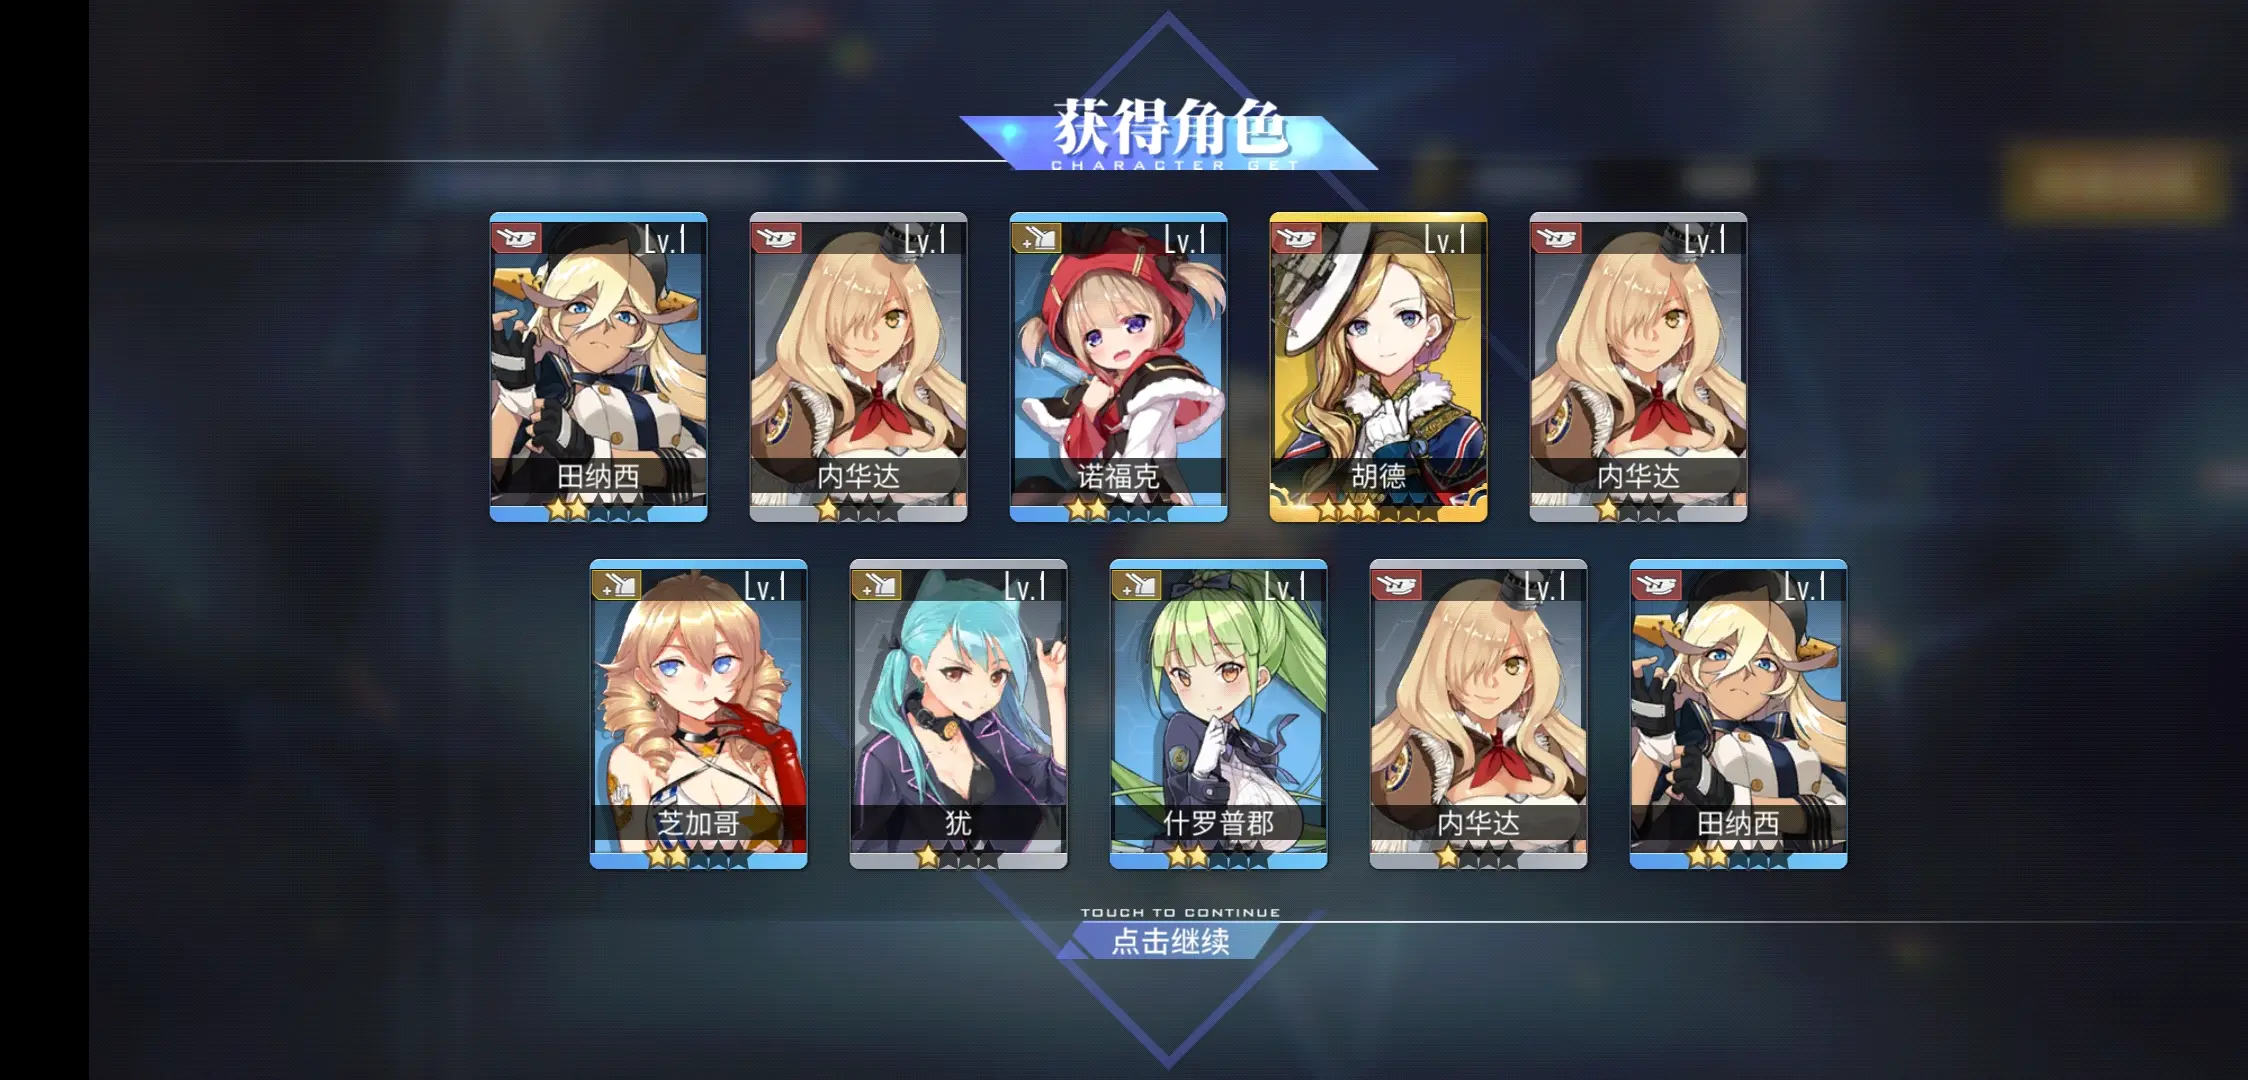 获得角色
CHARACTER GET
Lv.1
Lv.1
Lv.1
Lv.1
Lv.1
田纳西
内华达
诺福克
胡德
内华达
Lv.1
Lv.1
Lv.1
Lv.1
Lv.1
芝加哥
犹他
什罗普郡
内华达
田纳西
TOUCH TO CONTINUE
点击继续